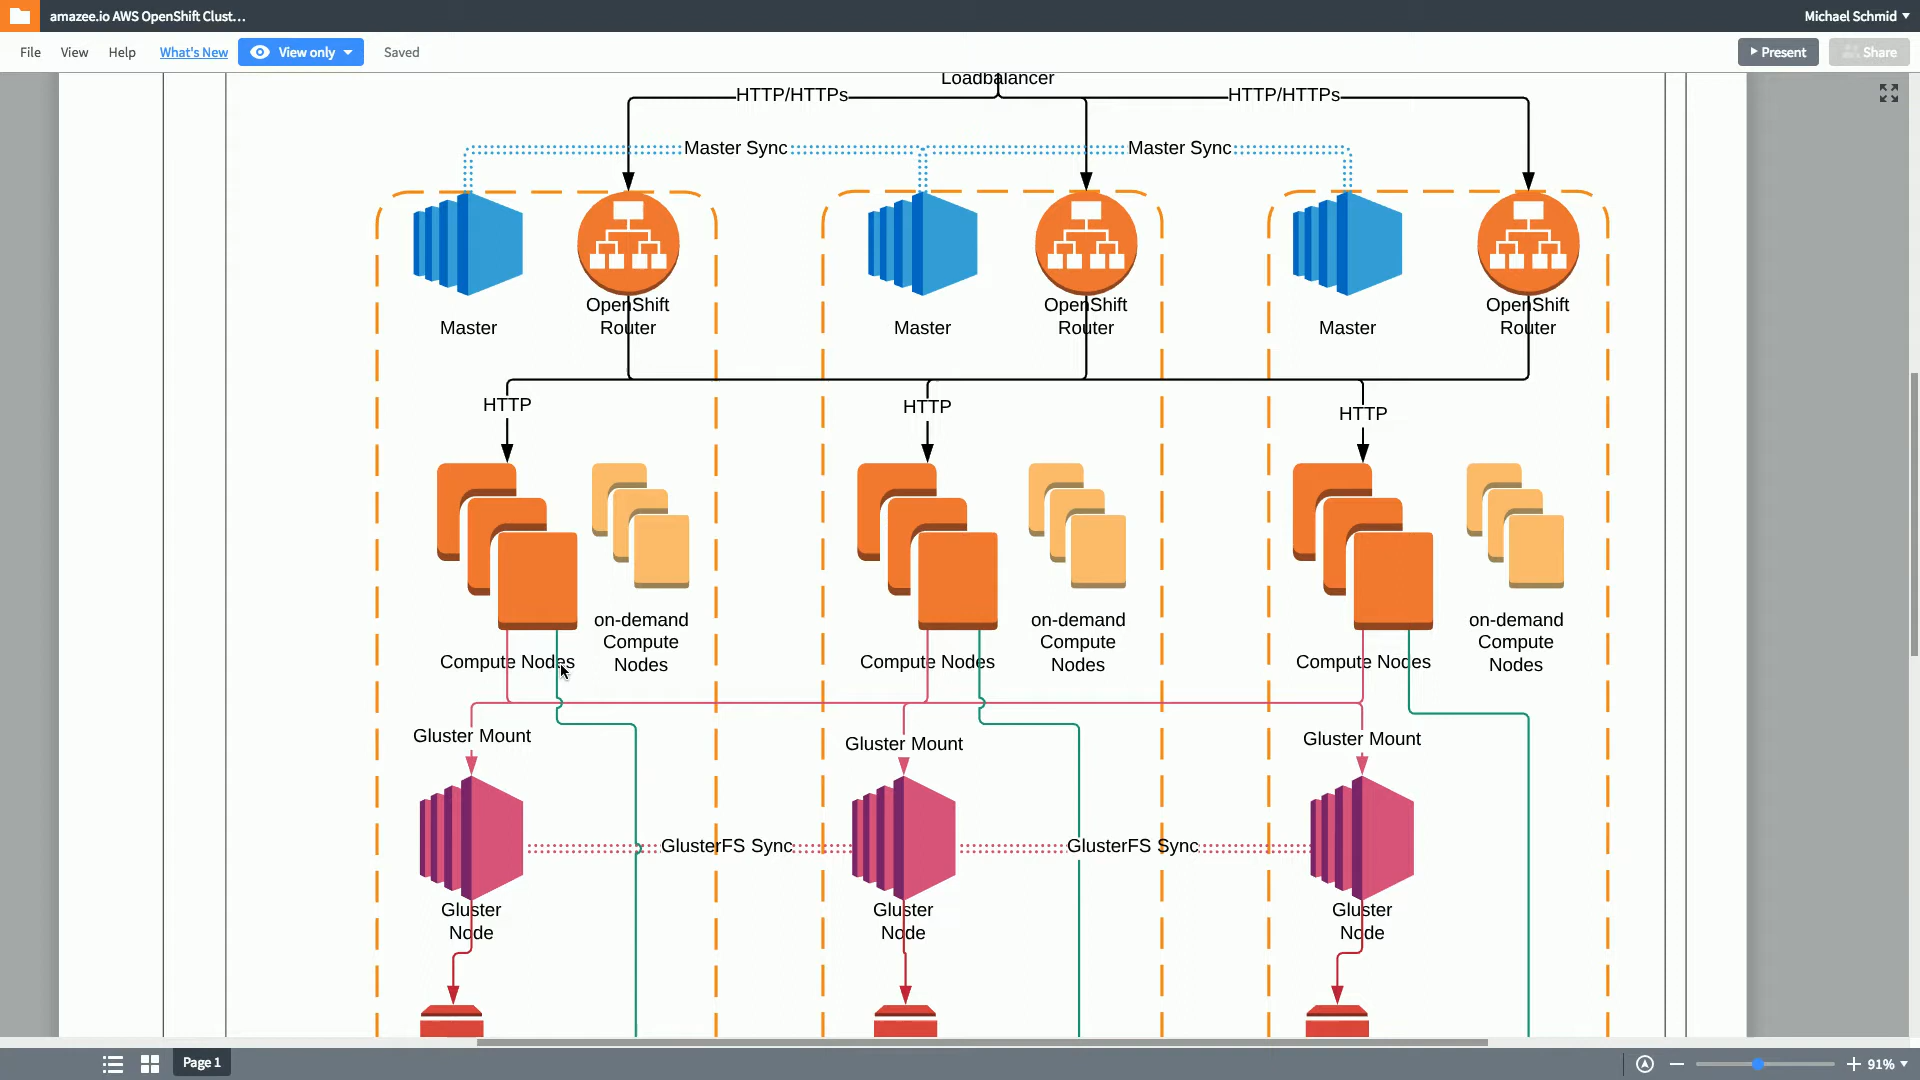 amazee.io AWS OpenShift Clust...
Michael Schmid
File
View
Help
What's New
View only
Saved
Present
Share
Loadbalancer
HTTP/HTTPs
HTTP/HTTPs
Master Sync
Master Sync
Master
OpenShift
Router
Master
OpenShift
Router
Master
OpenShift
Router
HTTP
HTTP
HTTP
Compute Nodes
on-demand
Compute
Nodes
Compute Nodes
on-demand
Compute
Nodes
Compute Nodes
on-demand
Compute
Nodes
Gluster Mount
Gluster Mount
Gluster Mount
GlusterFS Sync
GlusterFS Sync
Gluster
Node
Gluster
Node
Gluster
Node
Page 1
91%